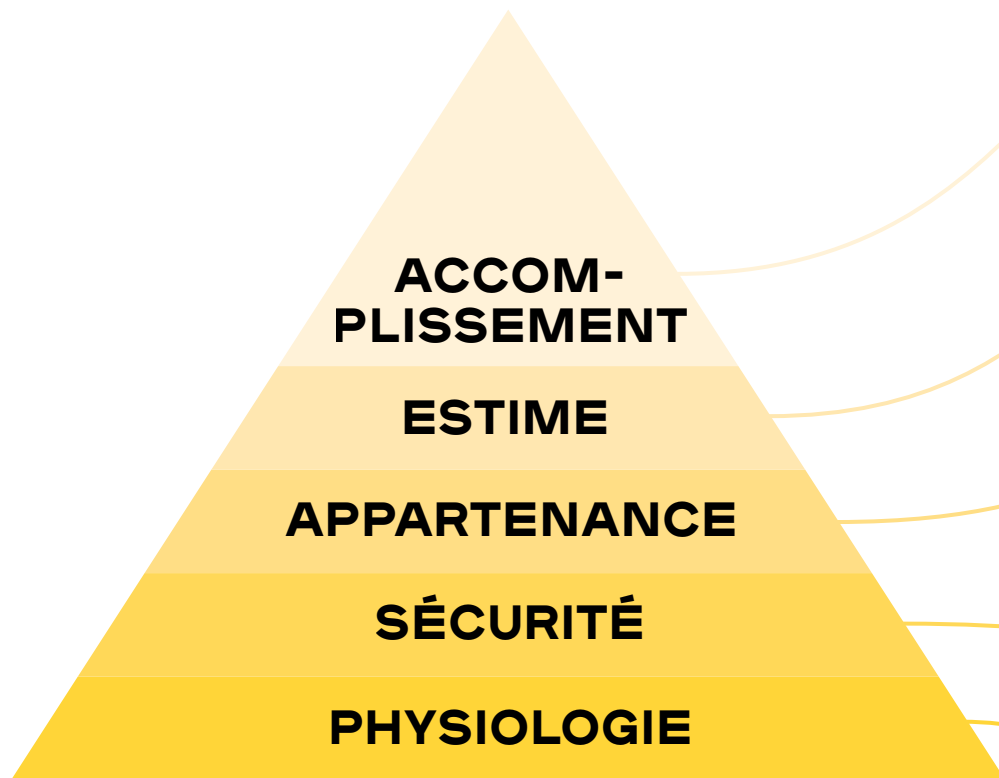 ACCOM-
PLISSEMENT
ESTIME
APPARTENANCE
SÉCURITÉ
PHYSIOLOGIE